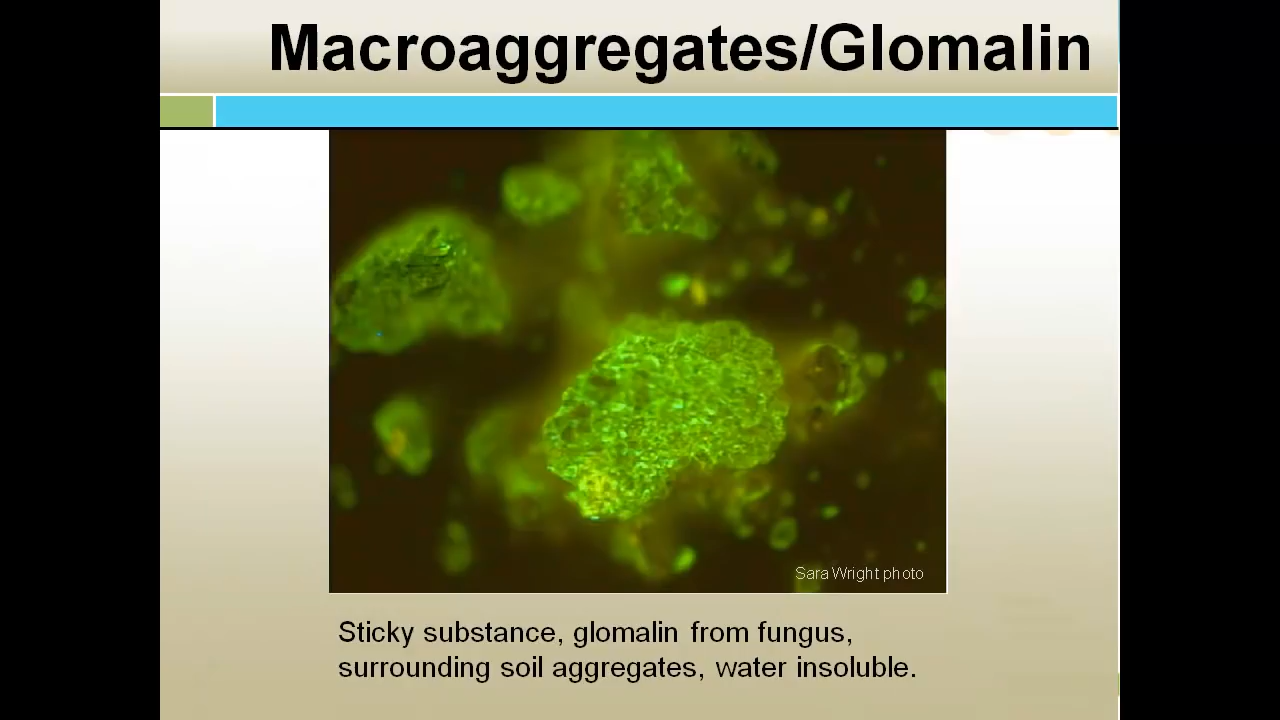 Macroaggregates/Glomalin
Sara Wright photo
Sticky substance, glomalin from fungus,
surrounding soil aggregates, water insoluble.